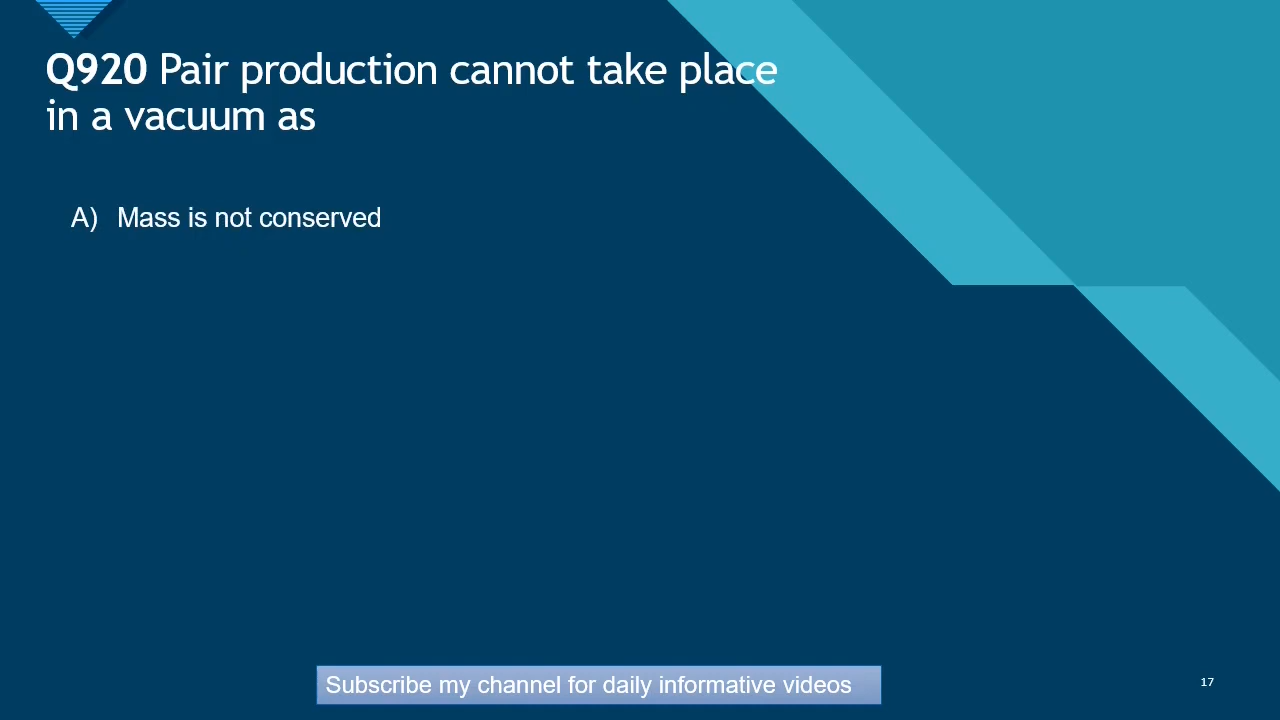 Q920 Pair production cannot take place
in a vacuum as
A) Mass is not conserved
Subscribe my channel for daily informative videos
17